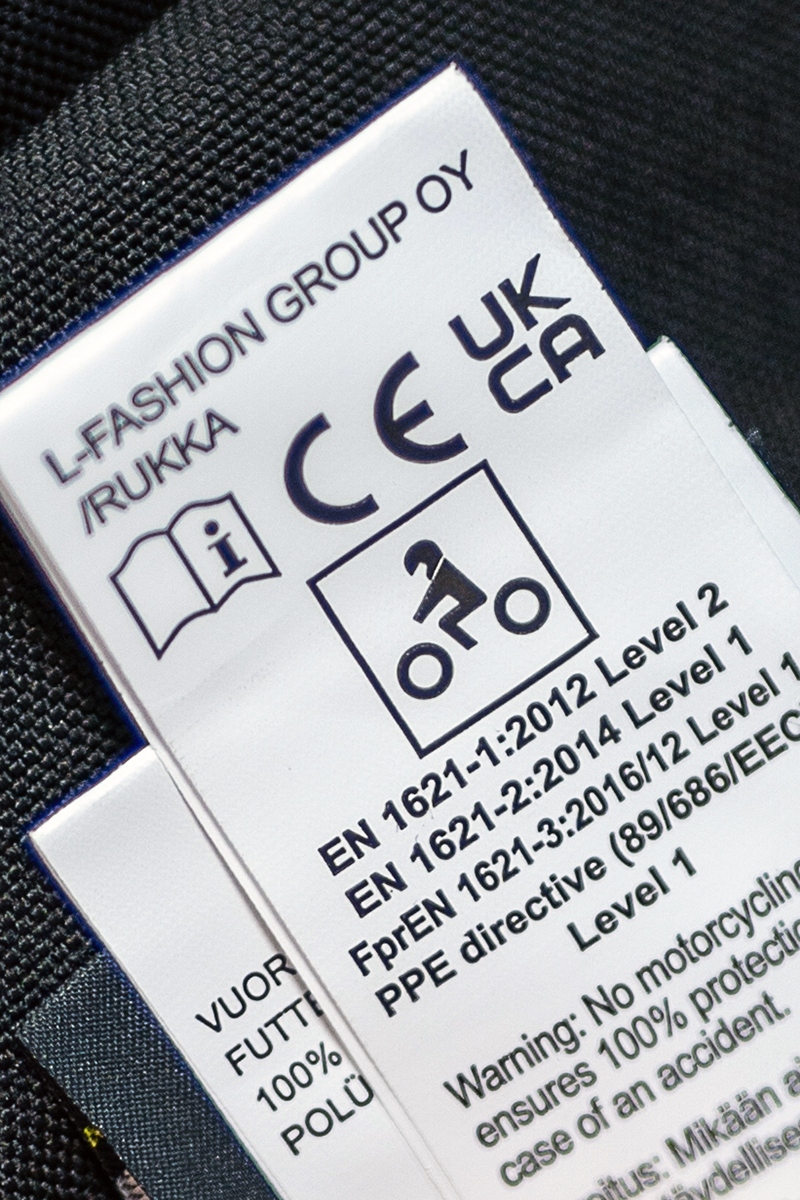 L-FASHION GROUP OY
/RUKKA
CE
UK
CA
i
EN 1621-1:2012 Level 2
EN 1621-2:2014 Level 1
FprEN 1621-3:2016/12 Level 1
PPE directive (89/686/EEC
Level 1
Warning: No motorcycling
ensures 100%
case of an accident.
Mikään
VUOR
FUTTE
100%
POLÜ